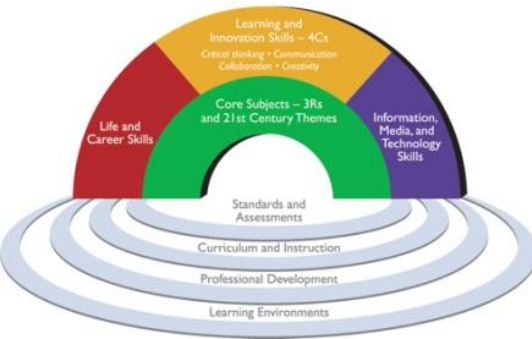 Learning and
Innovation Skills – 4Cs
Critical thinking • Communication
Collaboration • Creativity
Core Subjects – 3Rs
and 21st Century Themes
Life and
Career Skills
Information,
Media, and
Technology
Skills
Standards and
Assessments
Curriculum and Instruction
Professional Development
Learning Environments